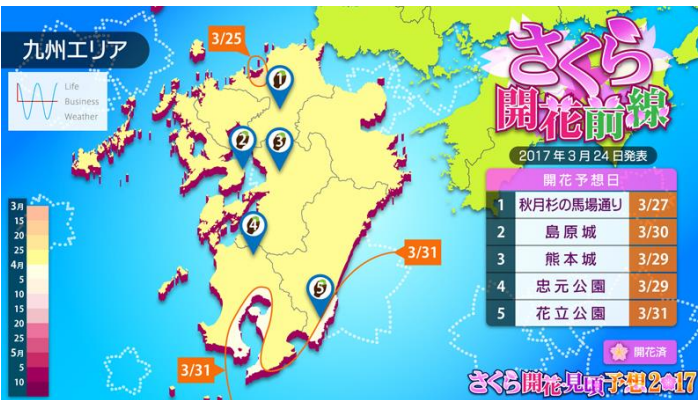 九州エリア
Life
Business
Weather
3/25
さくら
開花前線
2017年3月24日発表
開花予想日
1 秋月杉の馬場通り 3/27
2 島原城 3/30
3 熊本城 3/29
4 忠元公園 3/29
5 花立公園 3/31
1
2
3
4
5
3/31
3/31
3月
15
20
25
4月
5
10
15
20
25
5月
5
10
開花済
さくら開花・見頃予想2017